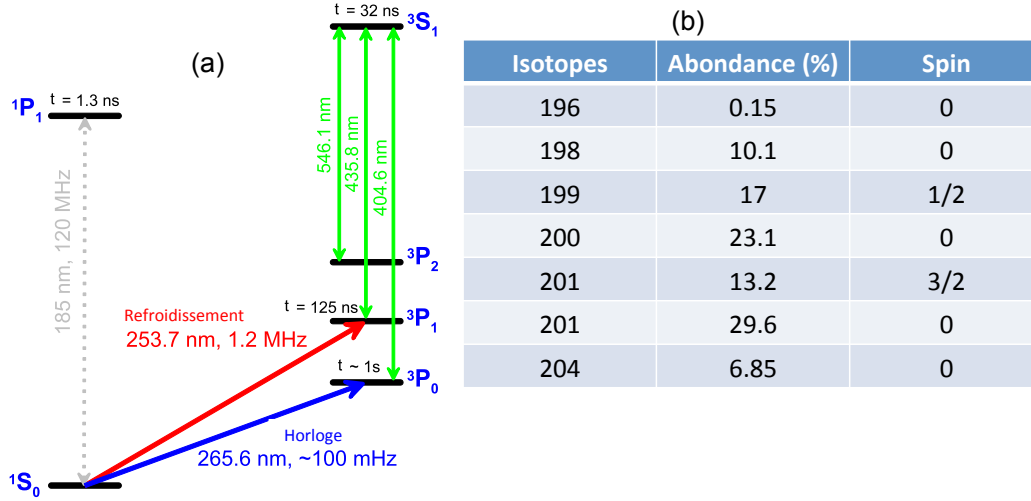 (a)
t = 32 ns
³S₁
t = 1.3 ns
¹P₁
185 nm, 120 MHz
546.1 nm
435.8 nm
404.6 nm
³P₂
t = 125 ns
³P₁
Refroidissement
253.7 nm, 1.2 MHz
t ~ 1s
³P₀
Horloge
265.6 nm, ~100 mHz
¹S₀
(b)
Isotopes Abondance (%) Spin
196 0.15 0
198 10.1 0
199 17 1/2
200 23.1 0
201 13.2 3/2
201 29.6 0
204 6.85 0